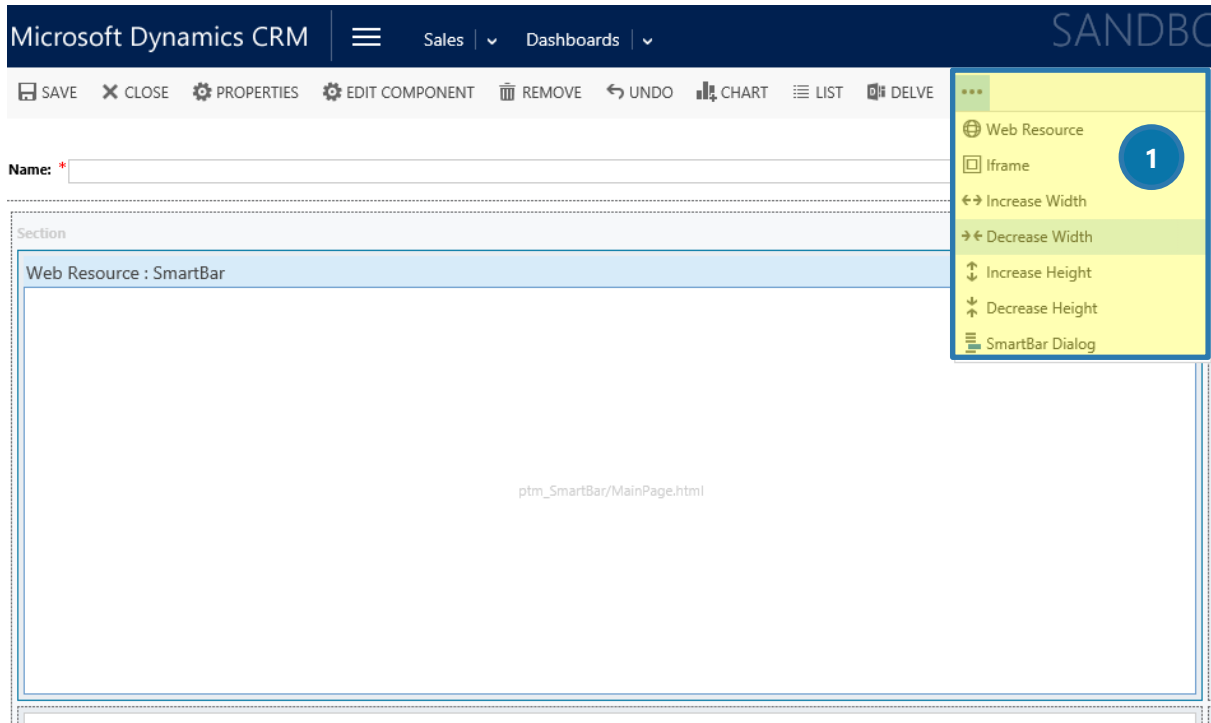 Microsoft Dynamics CRM Sales Dashboards SANDBO
SAVE CLOSE PROPERTIES EDIT COMPONENT REMOVE UNDO CHART LIST DELVE ...
Web Resource
1
Name: *
Iframe
Increase Width
Section
Decrease Width
Web Resource : SmartBar
Increase Height
Decrease Height
SmartBar Dialog
ptm_SmartBar/MainPage.html